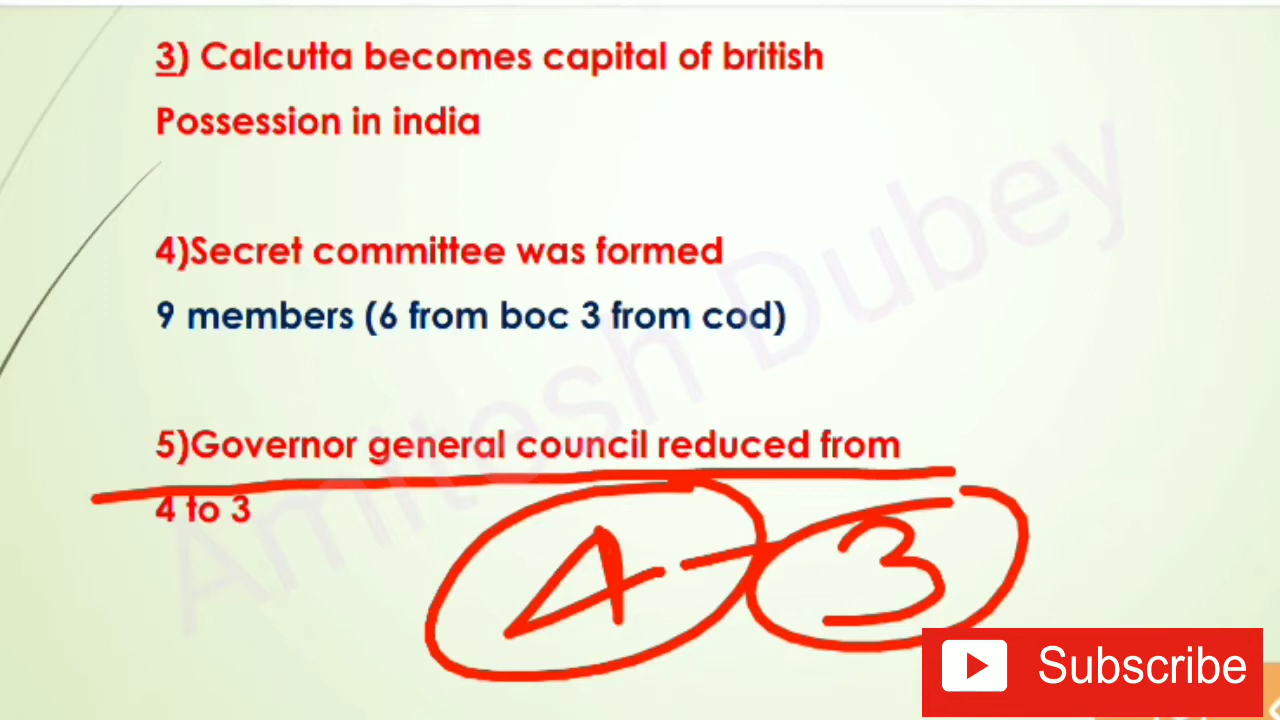 3) Calcutta becomes capital of british
Possession in india
4)Secret committee was formed
9 members (6 from boc 3 from cod)
5)Governor general council reduced from
4 to 3
4 - 3
Amitesh Dubey
Subscribe